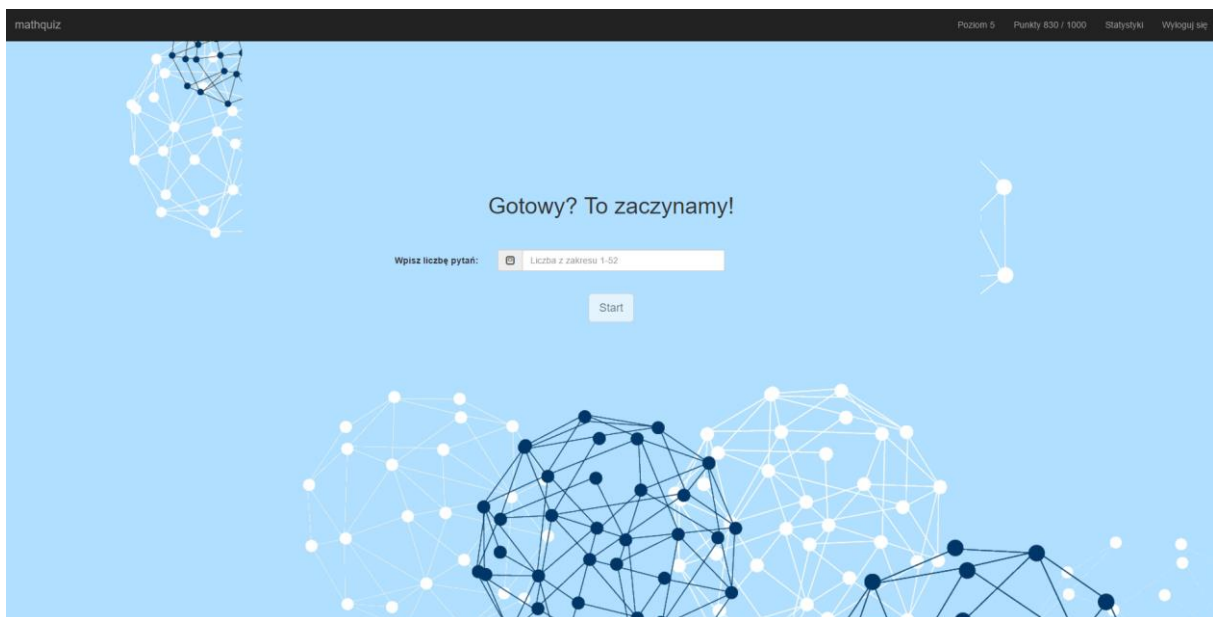 mathquiz
Poziom 5 Punkty 830 / 1000 Statystyki Wyloguj się
Gotowy? To zaczynamy!
Wpisz liczbę pytań:
Liczba z zakresu 1-52
Start